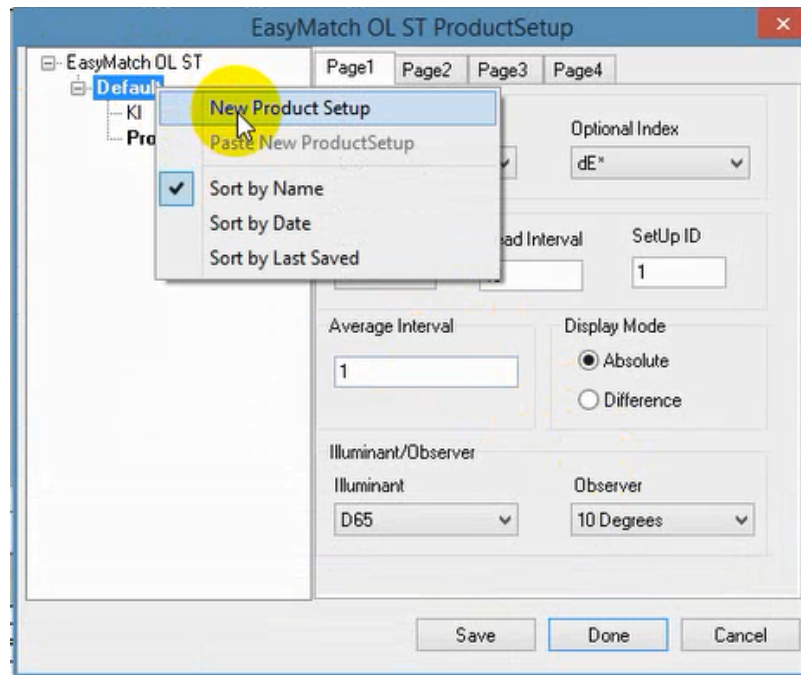 EasyMatch OL ST ProductSetup
EasyMatch OL ST
Default
KI
Pro
New Product Setup
Paste New ProductSetup
Sort by Name
Sort by Date
Sort by Last Saved
Page1 Page2 Page3 Page4
Optional Index
dE*
ead Interval
SetUp ID
1
Average Interval
1
Display Mode
Absolute
Difference
Illuminant/Observer
Illuminant
D65
Observer
10 Degrees
Save Done Cancel